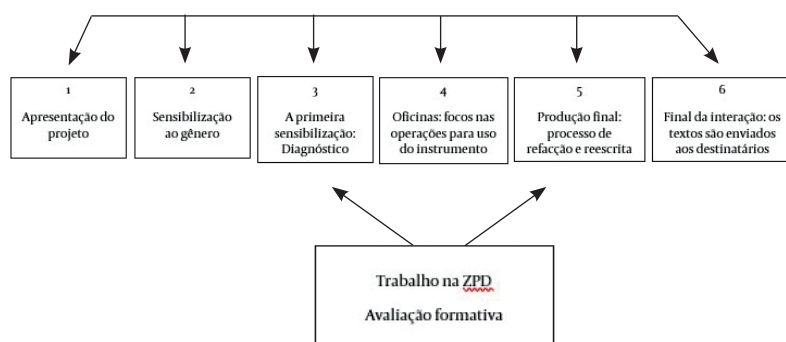 1
Apresentação do
projeto
2
Sensibilização
ao gênero
3
A primeira
sensibilização:
Diagnóstico
4
Oficinas: focos nas
operações para uso
do instrumento
5
Produção final:
processo de
refacção e reescrita
6
Final da interação: os
textos são enviados
aos destinatários
Trabalho na ZPD
Avaliação formativa